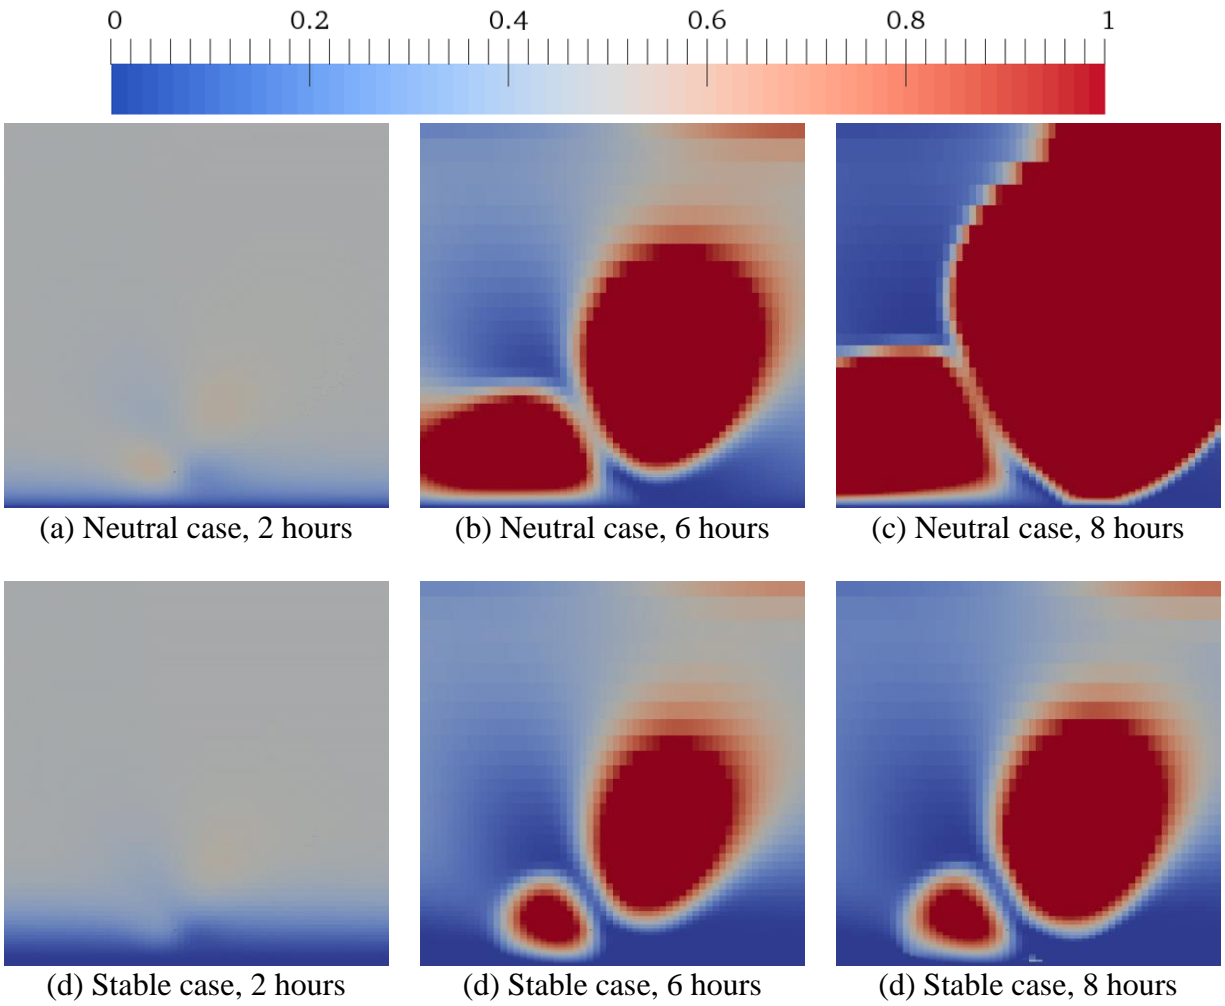 0 0.2 0.4 0.6 0.8 1
(a) Neutral case, 2 hours (b) Neutral case, 6 hours (c) Neutral case, 8 hours
(d) Stable case, 2 hours (d) Stable case, 6 hours (d) Stable case, 8 hours